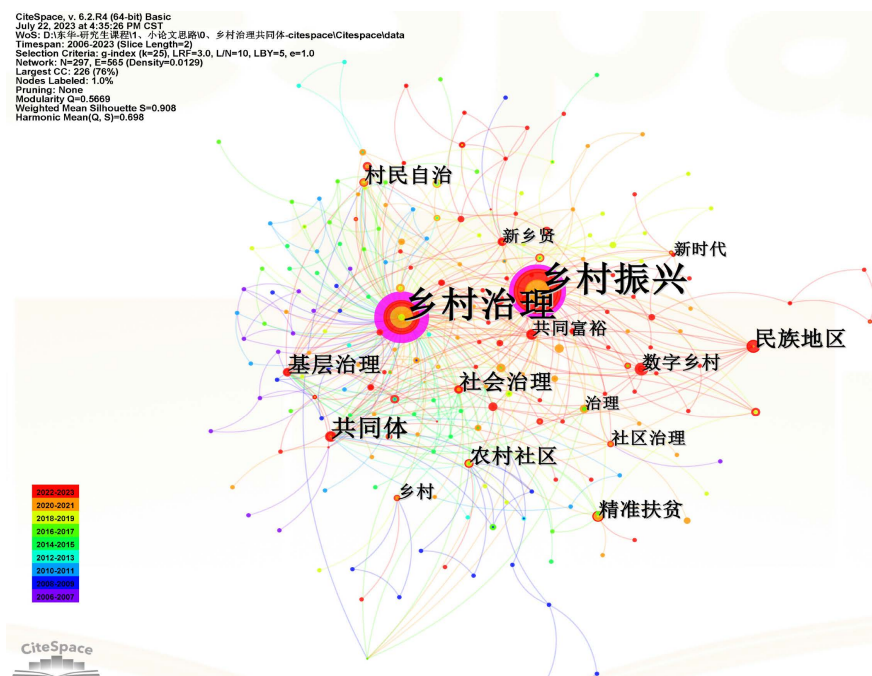 CiteSpace, v. 6.2.R4 (64-bit) Basic
July 22, 2023 at 4:35:26 PM CST
WoS: D:\东华-研究生课程\1、小论文思路\0、乡村治理共同体-citespace\Citespace\data
Timespan: 2006-2023 (Slice Length=2)
Selection Criteria: g-index (k=25), LRF=3.0, L/N=10, LBY=5, e=1.0
Network: N=297, E=565 (Density=0.0129)
Largest CC: 226 (76%)
Nodes Labeled: 1.0%
Pruning: None
Modularity Q=0.5669
Weighted Mean Silhouette S=0.908
Harmonic Mean(Q, S)=0.698
村民自治
新乡贤
新时代
乡村振兴
乡村治理
共同富裕
民族地区
基层治理
数字乡村
社会治理
治理
共同体
社区治理
农村社区
乡村
精准扶贫
2022-2023
2020-2021
2018-2019
2016-2017
2014-2015
2012-2013
2010-2011
2008-2009
2006-2007
CiteSpace